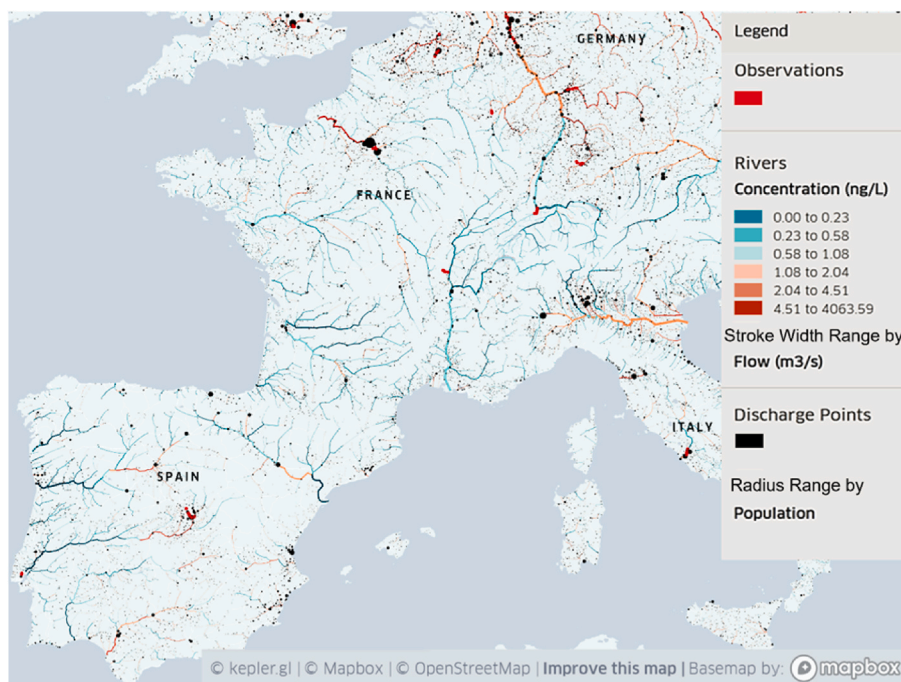 GERMANY
FRANCE
SPAIN
ITALY
Legend
Observations
Rivers
Concentration (ng/L)
0.00 to 0.23
0.23 to 0.58
0.58 to 1.08
1.08 to 2.04
2.04 to 4.51
4.51 to 4063.59
Stroke Width Range by
Flow (m3/s)
Discharge Points
Radius Range by
Population
© kepler.gl | © Mapbox | © OpenStreetMap | Improve this map | Basemap by: mapbox